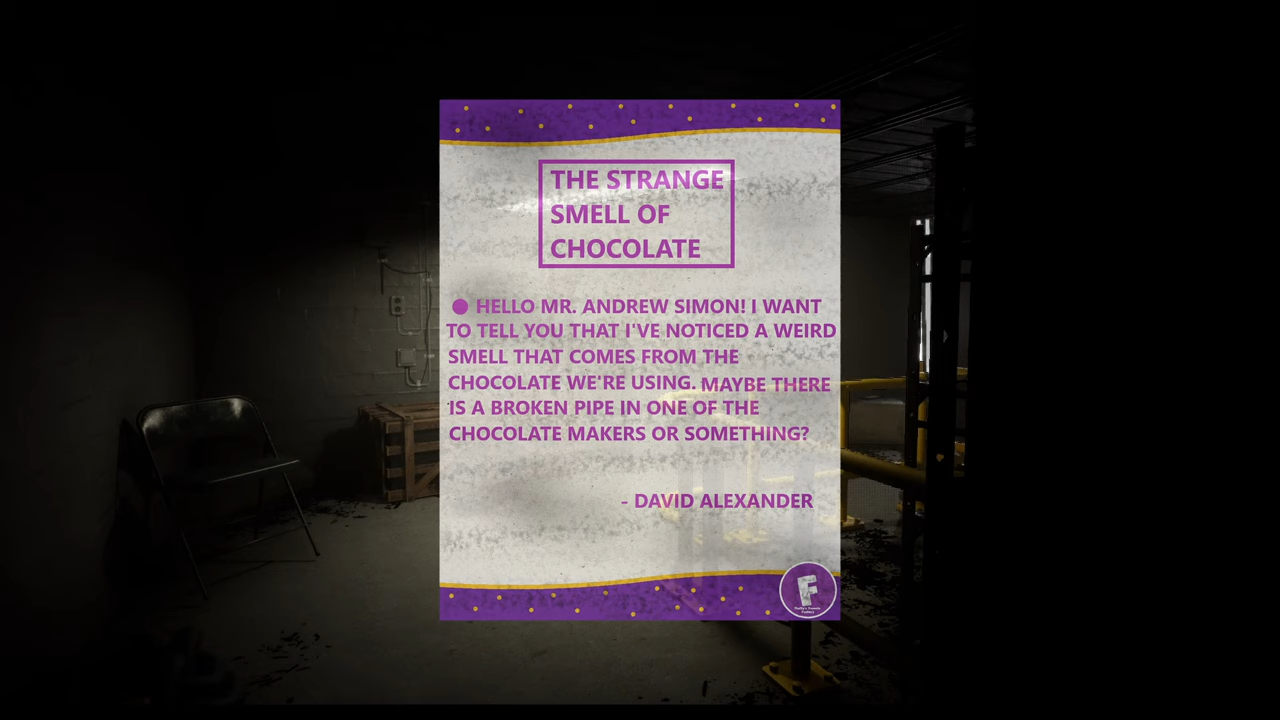 THE STRANGE
SMELL OF
CHOCOLATE
● HELLO MR. ANDREW SIMON! I WANT
TO TELL YOU THAT I'VE NOTICED A WEIRD
SMELL THAT COMES FROM THE
CHOCOLATE WE'RE USING. MAYBE THERE
IS A BROKEN PIPE IN ONE OF THE
CHOCOLATE MAKERS OR SOMETHING?
- DAVID ALEXANDER
F
Factory